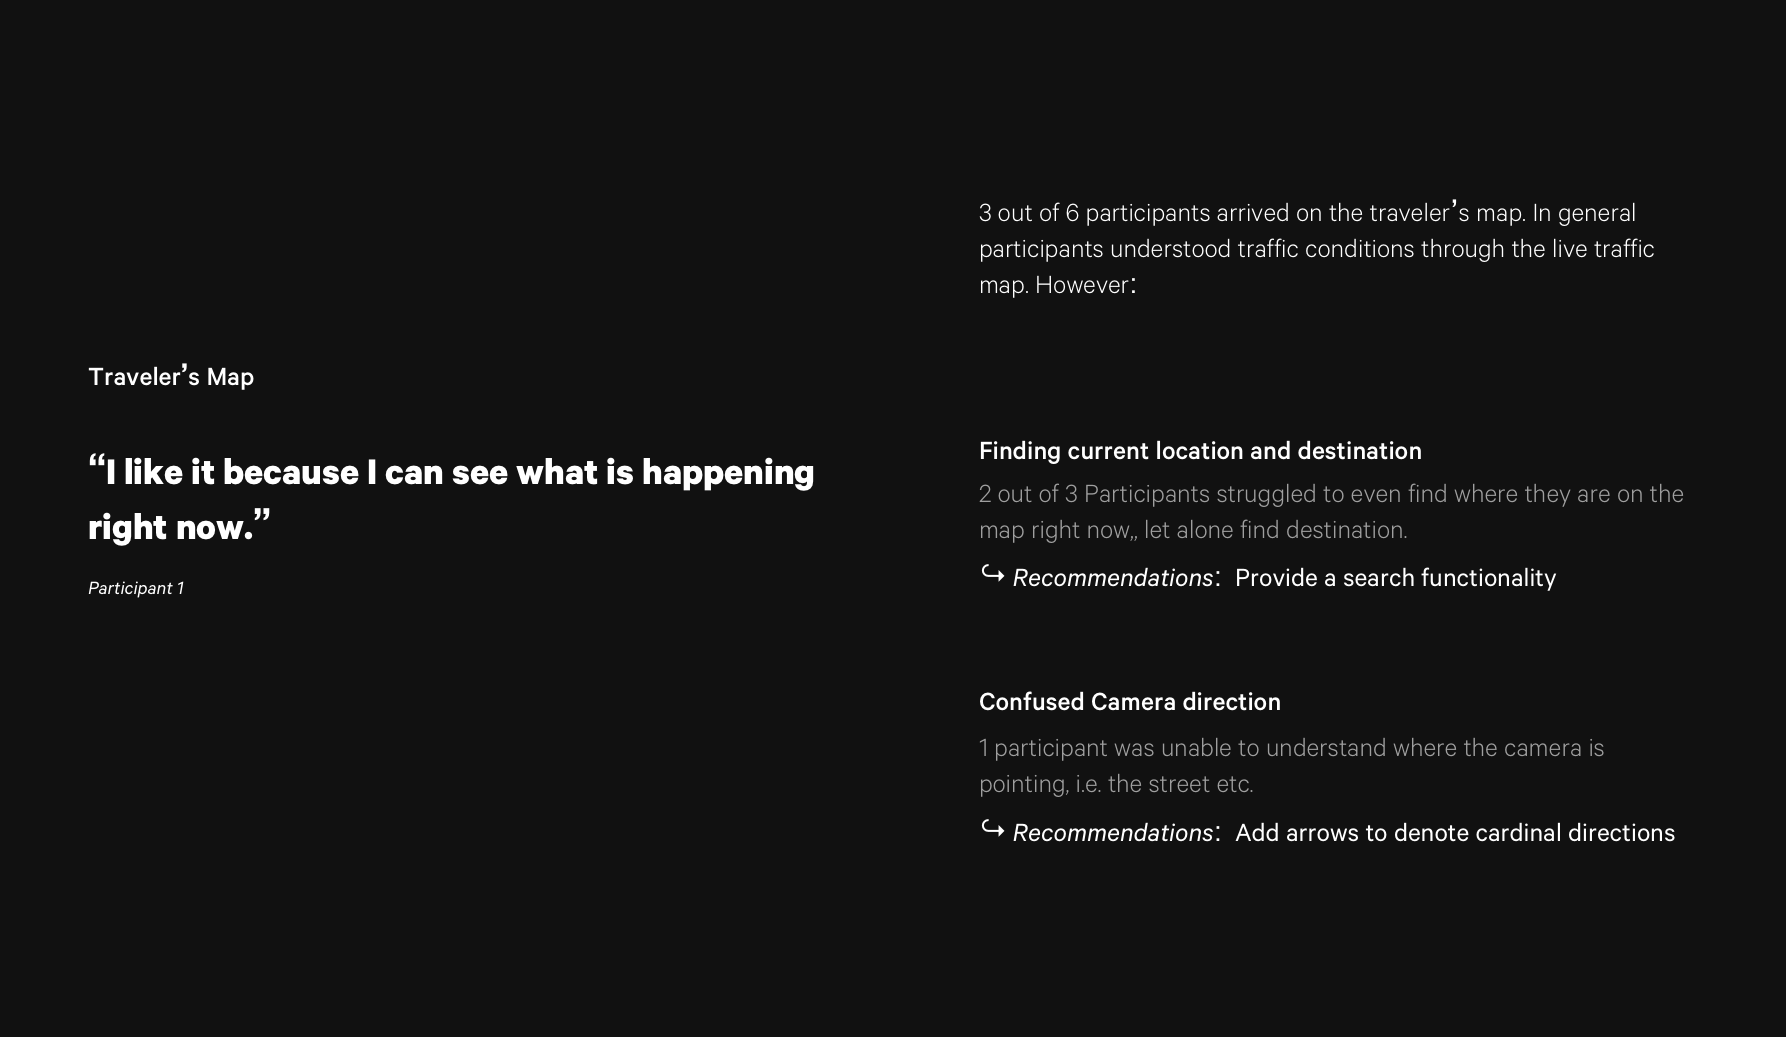 Traveler’s Map
“I like it because I can see what is happening
right now.”
Participant 1
3 out of 6 participants arrived on the traveler’s map. In general
participants understood traffic conditions through the live traffic
map. However:
Finding current location and destination
2 out of 3 Participants struggled to even find where they are on the
map right now,, let alone find destination.
↪ Recommendations: Provide a search functionality
Confused Camera direction
1 participant was unable to understand where the camera is
pointing, i.e. the street etc.
↪ Recommendations: Add arrows to denote cardinal directions